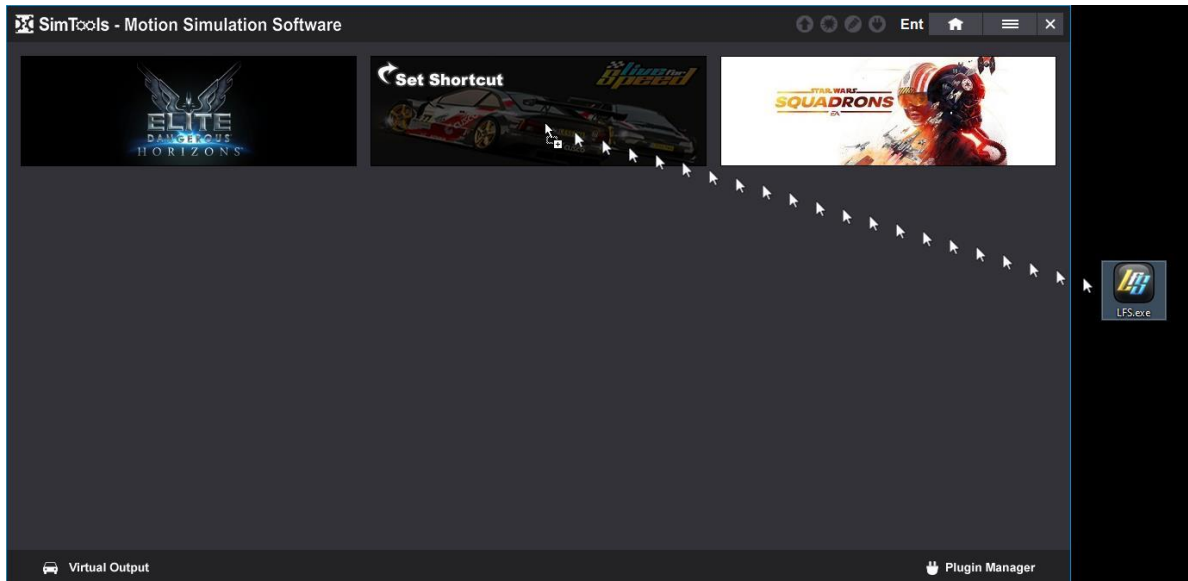 SimTools - Motion Simulation Software
Ent
ELITE
DANGEROUS
HORIZONS
Set Shortcut
live for
Speed
STAR WARS
SQUADRONS
EA
LFS
LFS.exe
Virtual Output
Plugin Manager